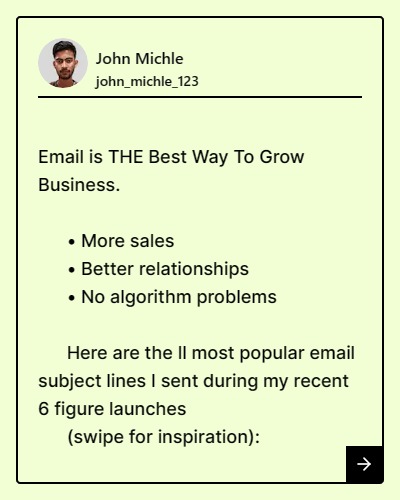 John Michle
john_michle_123
Email is THE Best Way To Grow
Business.
• More sales
• Better relationships
• No algorithm problems
Here are the ll most popular email
subject lines I sent during my recent
6 figure launches
(swipe for inspiration):